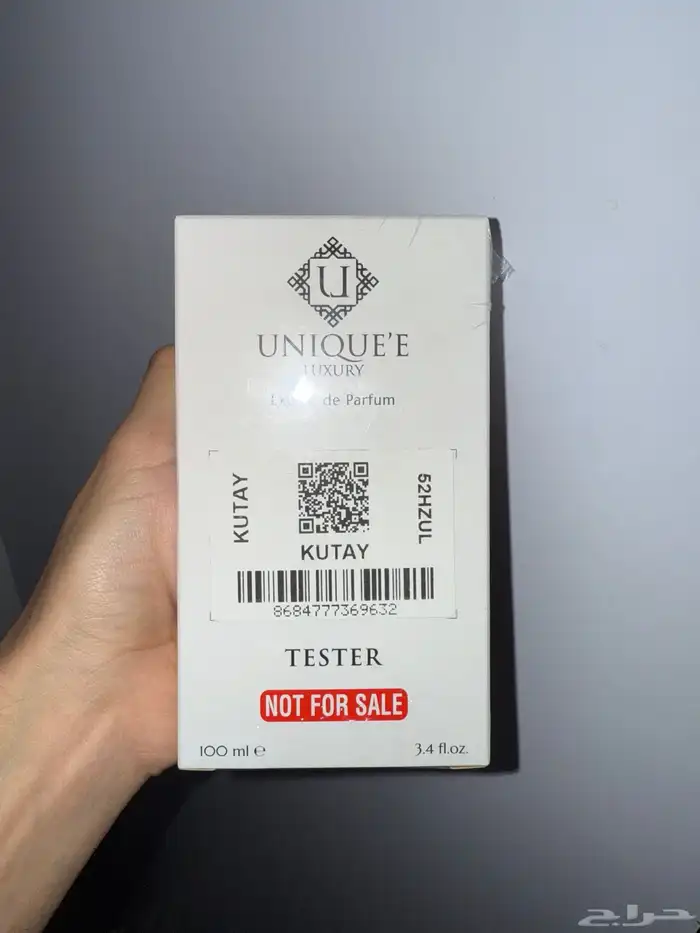 U
UNIQUE'E
LUXURY
de Parfum
KUTAY
52HZUL
KUTAY
8684777369632
TESTER
NOT FOR SALE
100 ml e
3.4 fl.oz.
حراج